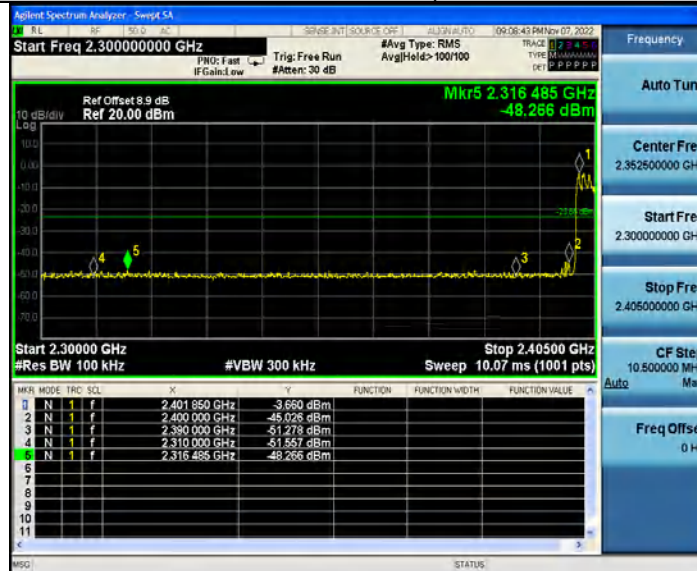 Agilent Spectrum Analyzer - Swept SA
RL RF 50.0 AC SENSE:INT SOURCE OFF ALIGN AUTO 09:06:43 PM Nov 07, 2022
Start Freq 2.300000000 GHz
PNO: Fast
IFGain:Low
Trig: Free Run
#Atten: 30 dB
#Avg Type: RMS
Avg|Hold:> 100/100
TRACE 1 2 3 4 5 6
TYPE M
DET P P P P P P
Frequency
Ref Offset 8.9 dB
Ref 20.00 dBm
10 dB/div
Log
Mkr5 2.316 485 GHz
-48.266 dBm
10.0
0.00
-10.0
-20.0
-30.0
-40.0
-50.0
-60.0
-70.0
1
2
3
4
5
Start 2.30000 GHz
Stop 2.40500 GHz
#Res BW 100 kHz
#VBW 300 kHz
Sweep 10.07 ms (1001 pts)
MKR MODE TRC SCL X Y FUNCTION FUNCTION WIDTH FUNCTION VALUE
1 N 1 f 2.401 850 GHz -3.660 dBm
2 N 1 f 2.400 000 GHz -45.026 dBm
3 N 1 f 2.390 000 GHz -51.278 dBm
4 N 1 f 2.310 000 GHz -51.557 dBm
5 N 1 f 2.316 485 GHz -48.266 dBm
6
7
8
9
10
11
MSG
STATUS
Auto Tun
Center Fre
2.352500000 GH
Start Fre
2.300000000 GH
Stop Fre
2.405000000 GH
CF Ste
10.500000 MH
Auto Ma
Freq Offse
0 H